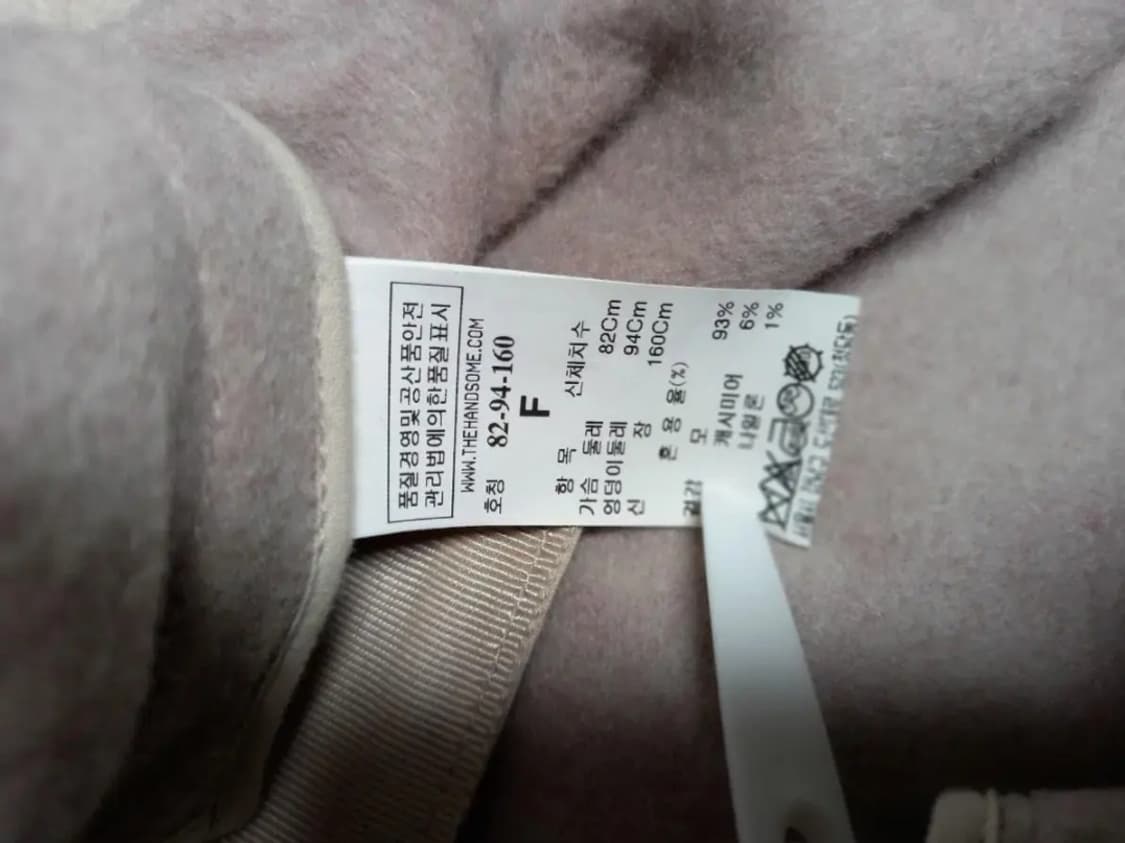 품질경영및공산품안전
관리법에의한품질표시
WWW.THEHANDSOME.COM
호칭 82-94-160
F
항 목 신체치수
가슴 둘레 82Cm
엉덩이둘레 94Cm
신 장 160Cm
혼 용 율(%)
겉감 모 93%
캐시미어 6%
나일론 1%